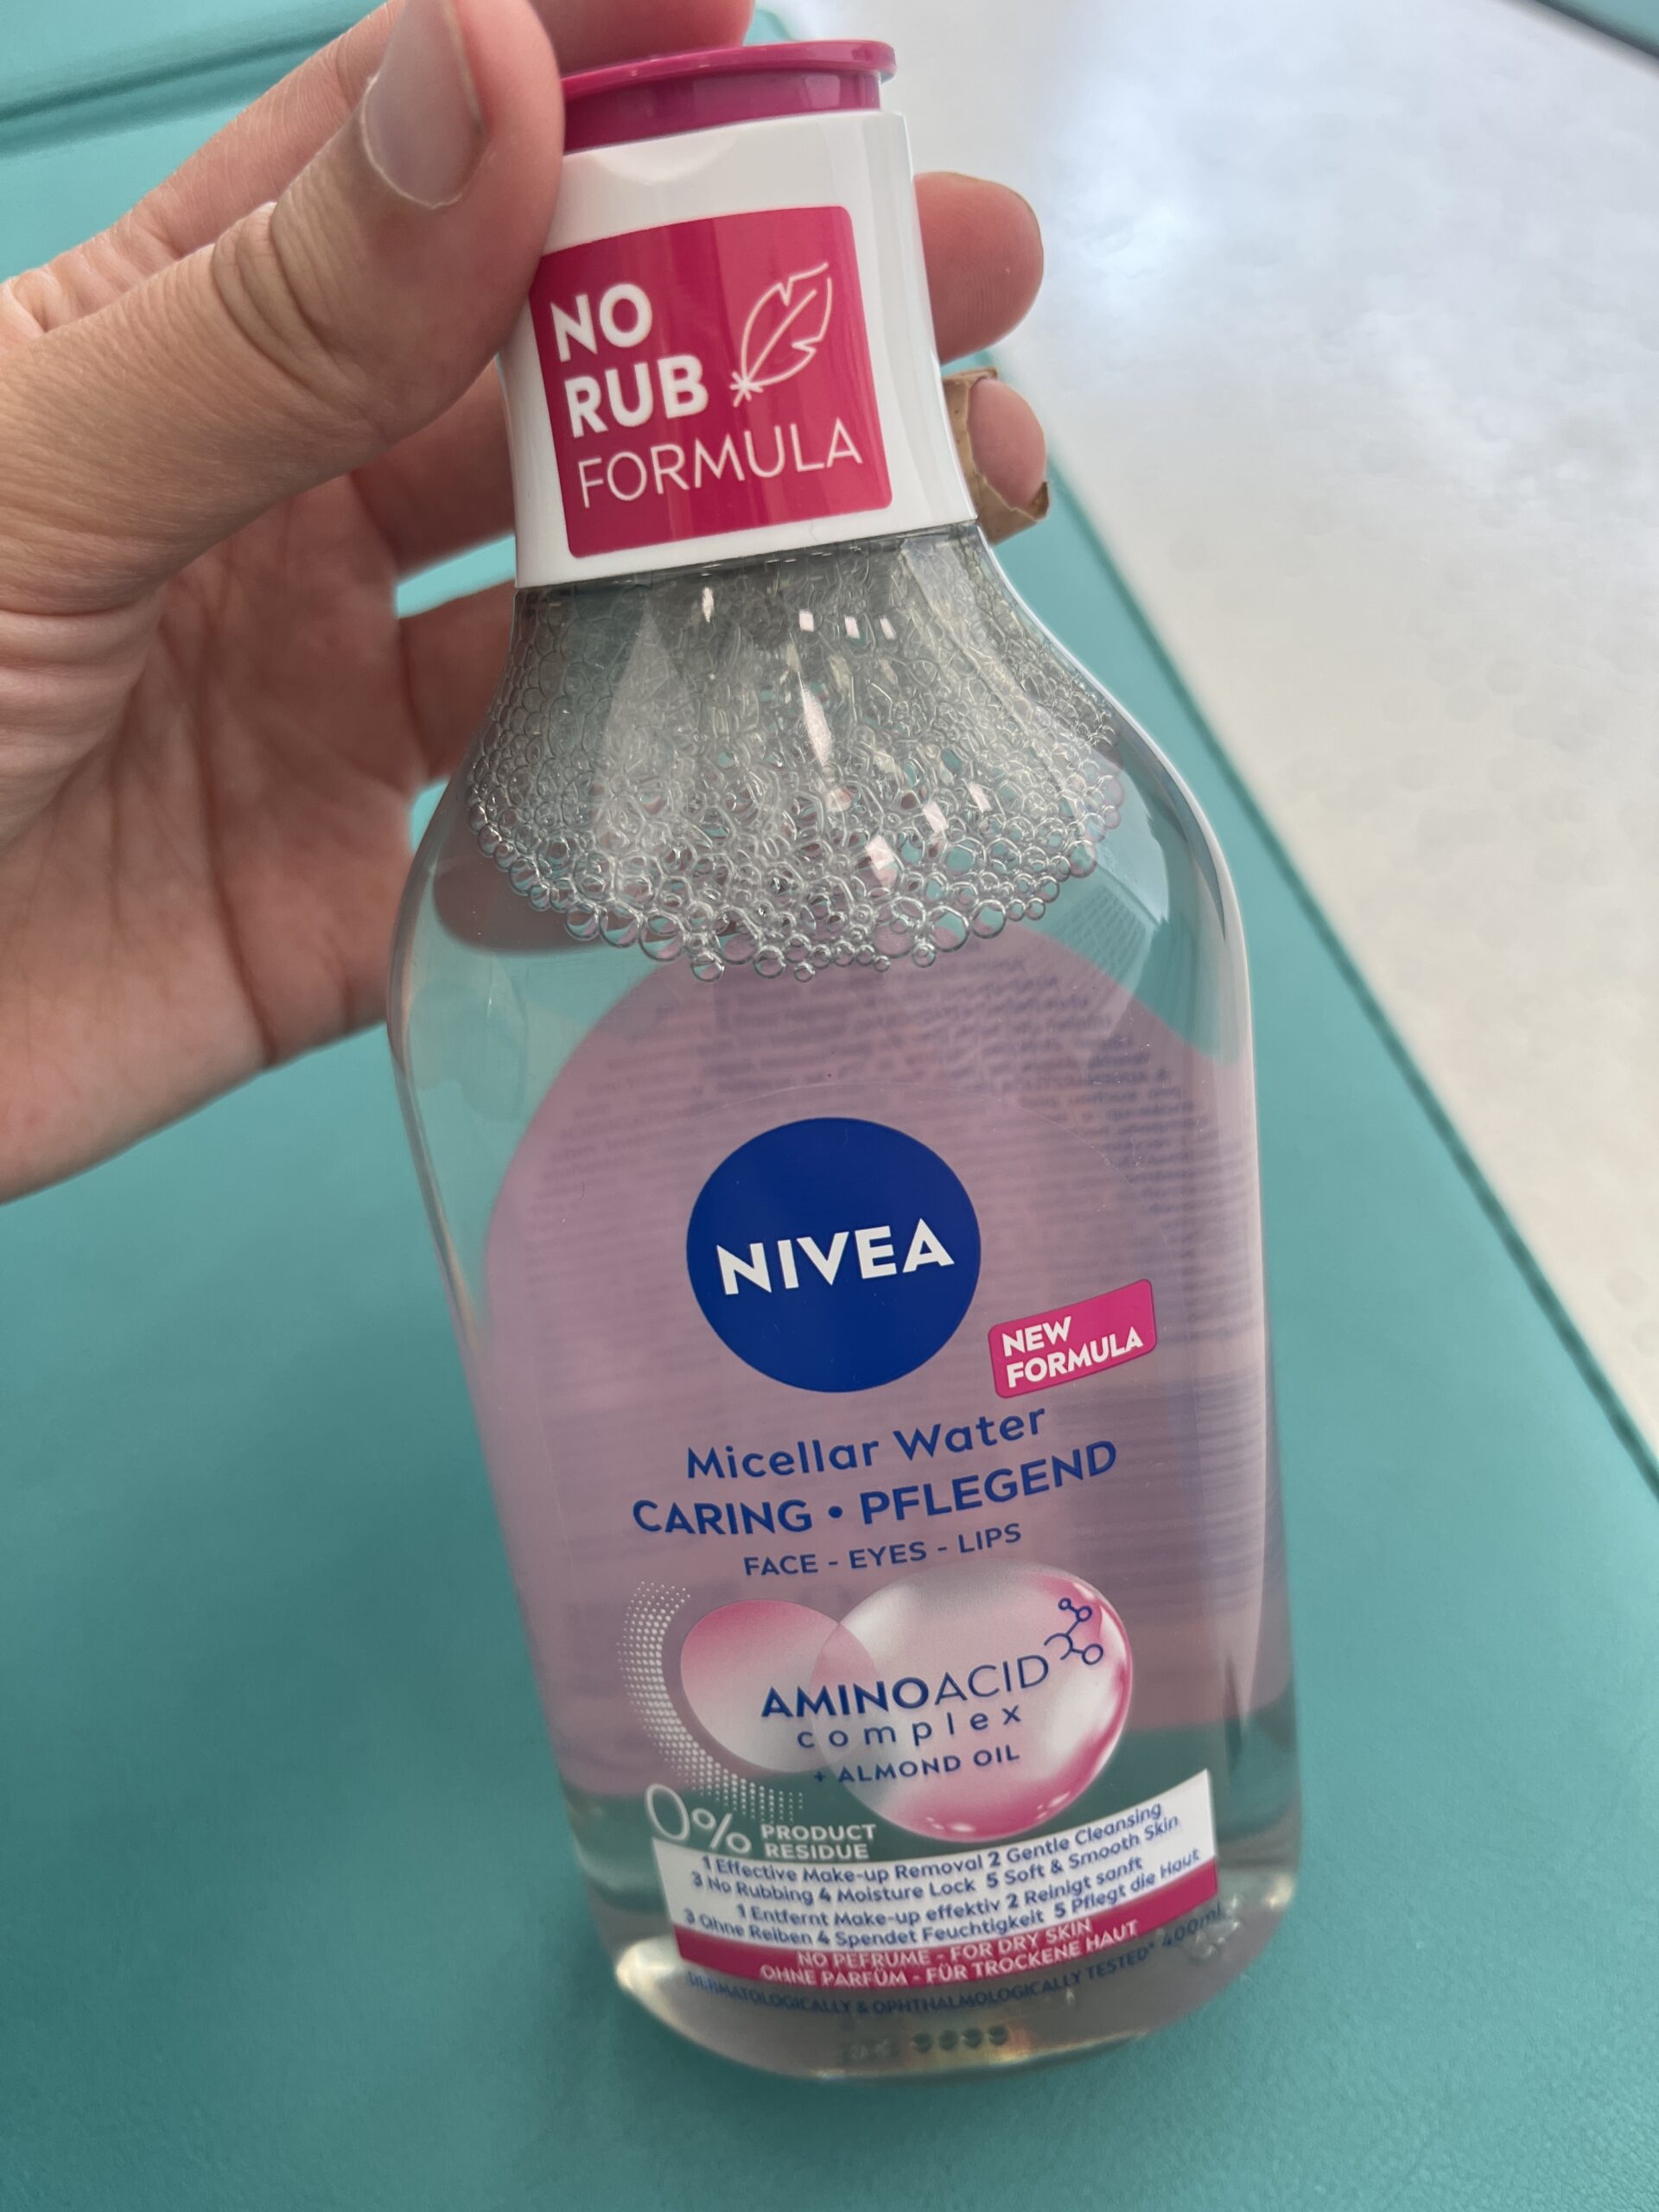 NO
RUB
FORMULA
NIVEA
NEW
FORMULA
Micellar Water
CARING • PFLEGEND
FACE - EYES - LIPS
AMINOACID
complex
+ ALMOND OIL
0% PRODUCT
RESIDUE
1 Effective Make-up Removal 2 Gentle Cleansing
3 No Rubbing 4 Moisture Lock 5 Soft & Smooth Skin
1 Entfernt Make-up effektiv 2 Reinigt sanft
3 Ohne Reiben 4 Spendet Feuchtigkeit 5 Pflegt die Haut
NO PEFRUME - FOR DRY SKIN
OHNE PARFÜM - FÜR TROCKENE HAUT
DERMATOLOGICALLY & OPHTHALMOLOGICALLY TESTED* 400ml